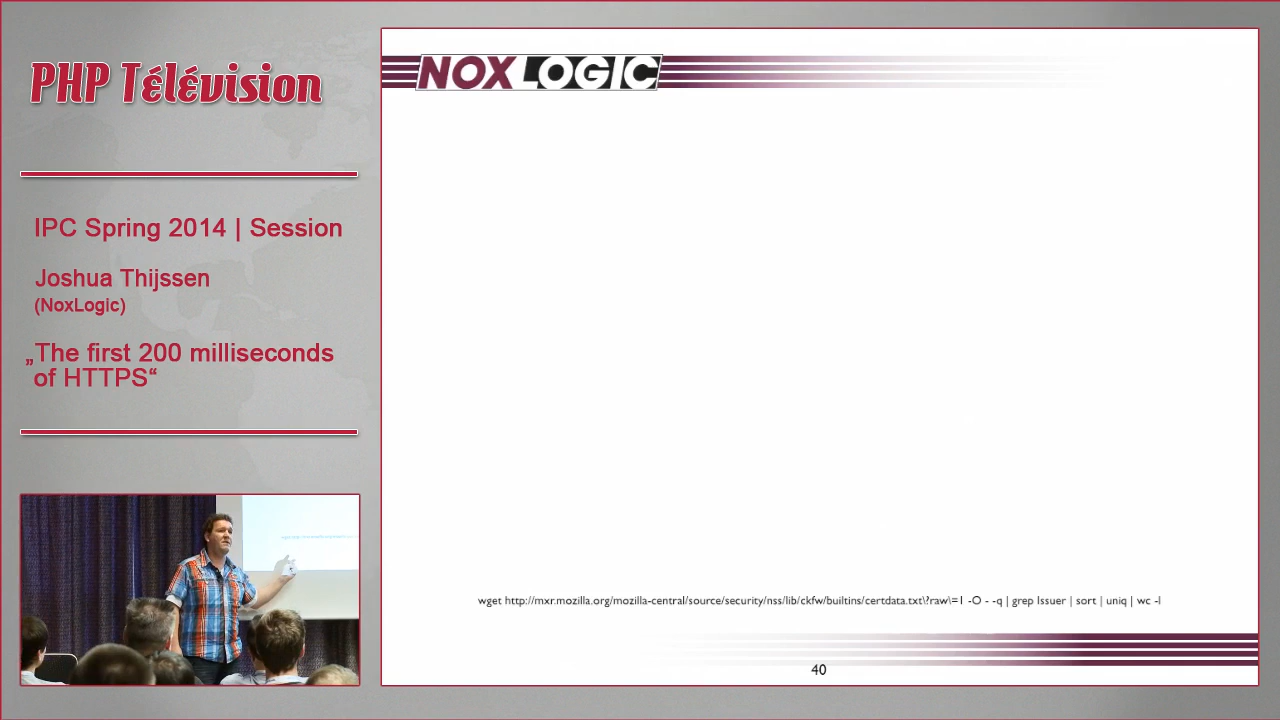 PHP Télévision
IPC Spring 2014 | Session
Joshua Thijssen
(NoxLogic)
„The first 200 milliseconds
of HTTPS“
NOXLOGIC
wget http://mxr.mozilla.org/mozilla-central/source/security/nss/lib/ckfw/builtins/certdata.txt\?raw\=1 -O - -q | grep Issuer | sort | uniq | wc -l
40